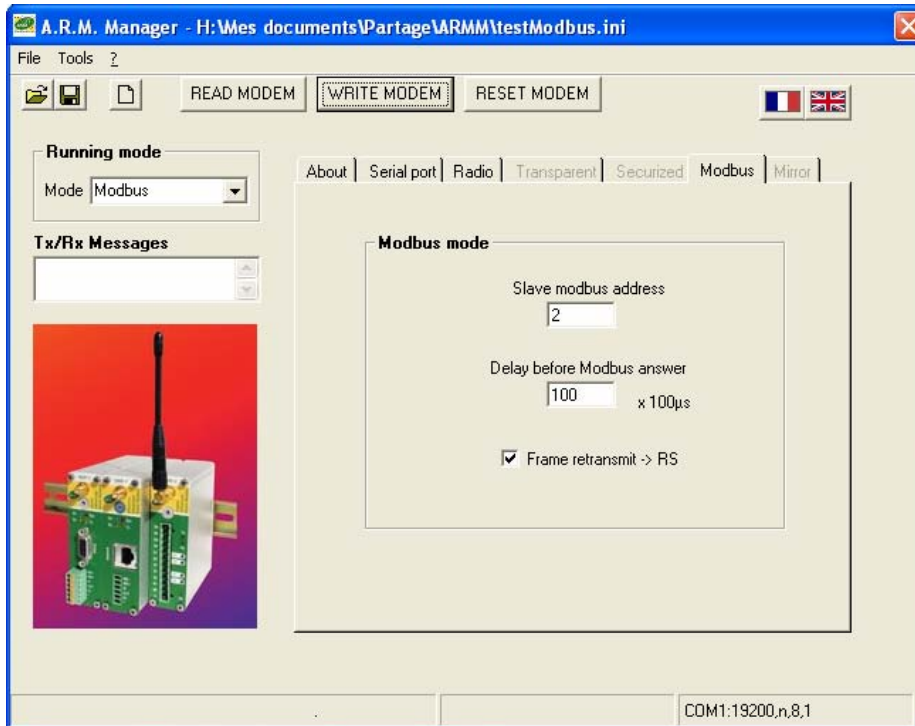 A.R.M. Manager - H:\Mes documents\Partage\ARMM\testModbus.ini
File Tools ?
READ MODEM WRITE MODEM RESET MODEM
Running mode
Mode Modbus
Tx/Rx Messages
About Serial port Radio Transparent Securized Modbus Mirror
Modbus mode
Slave modbus address
2
Delay before Modbus answer
100 x 100µs
Frame retransmit -> RS
. COM1:19200,n,8,1